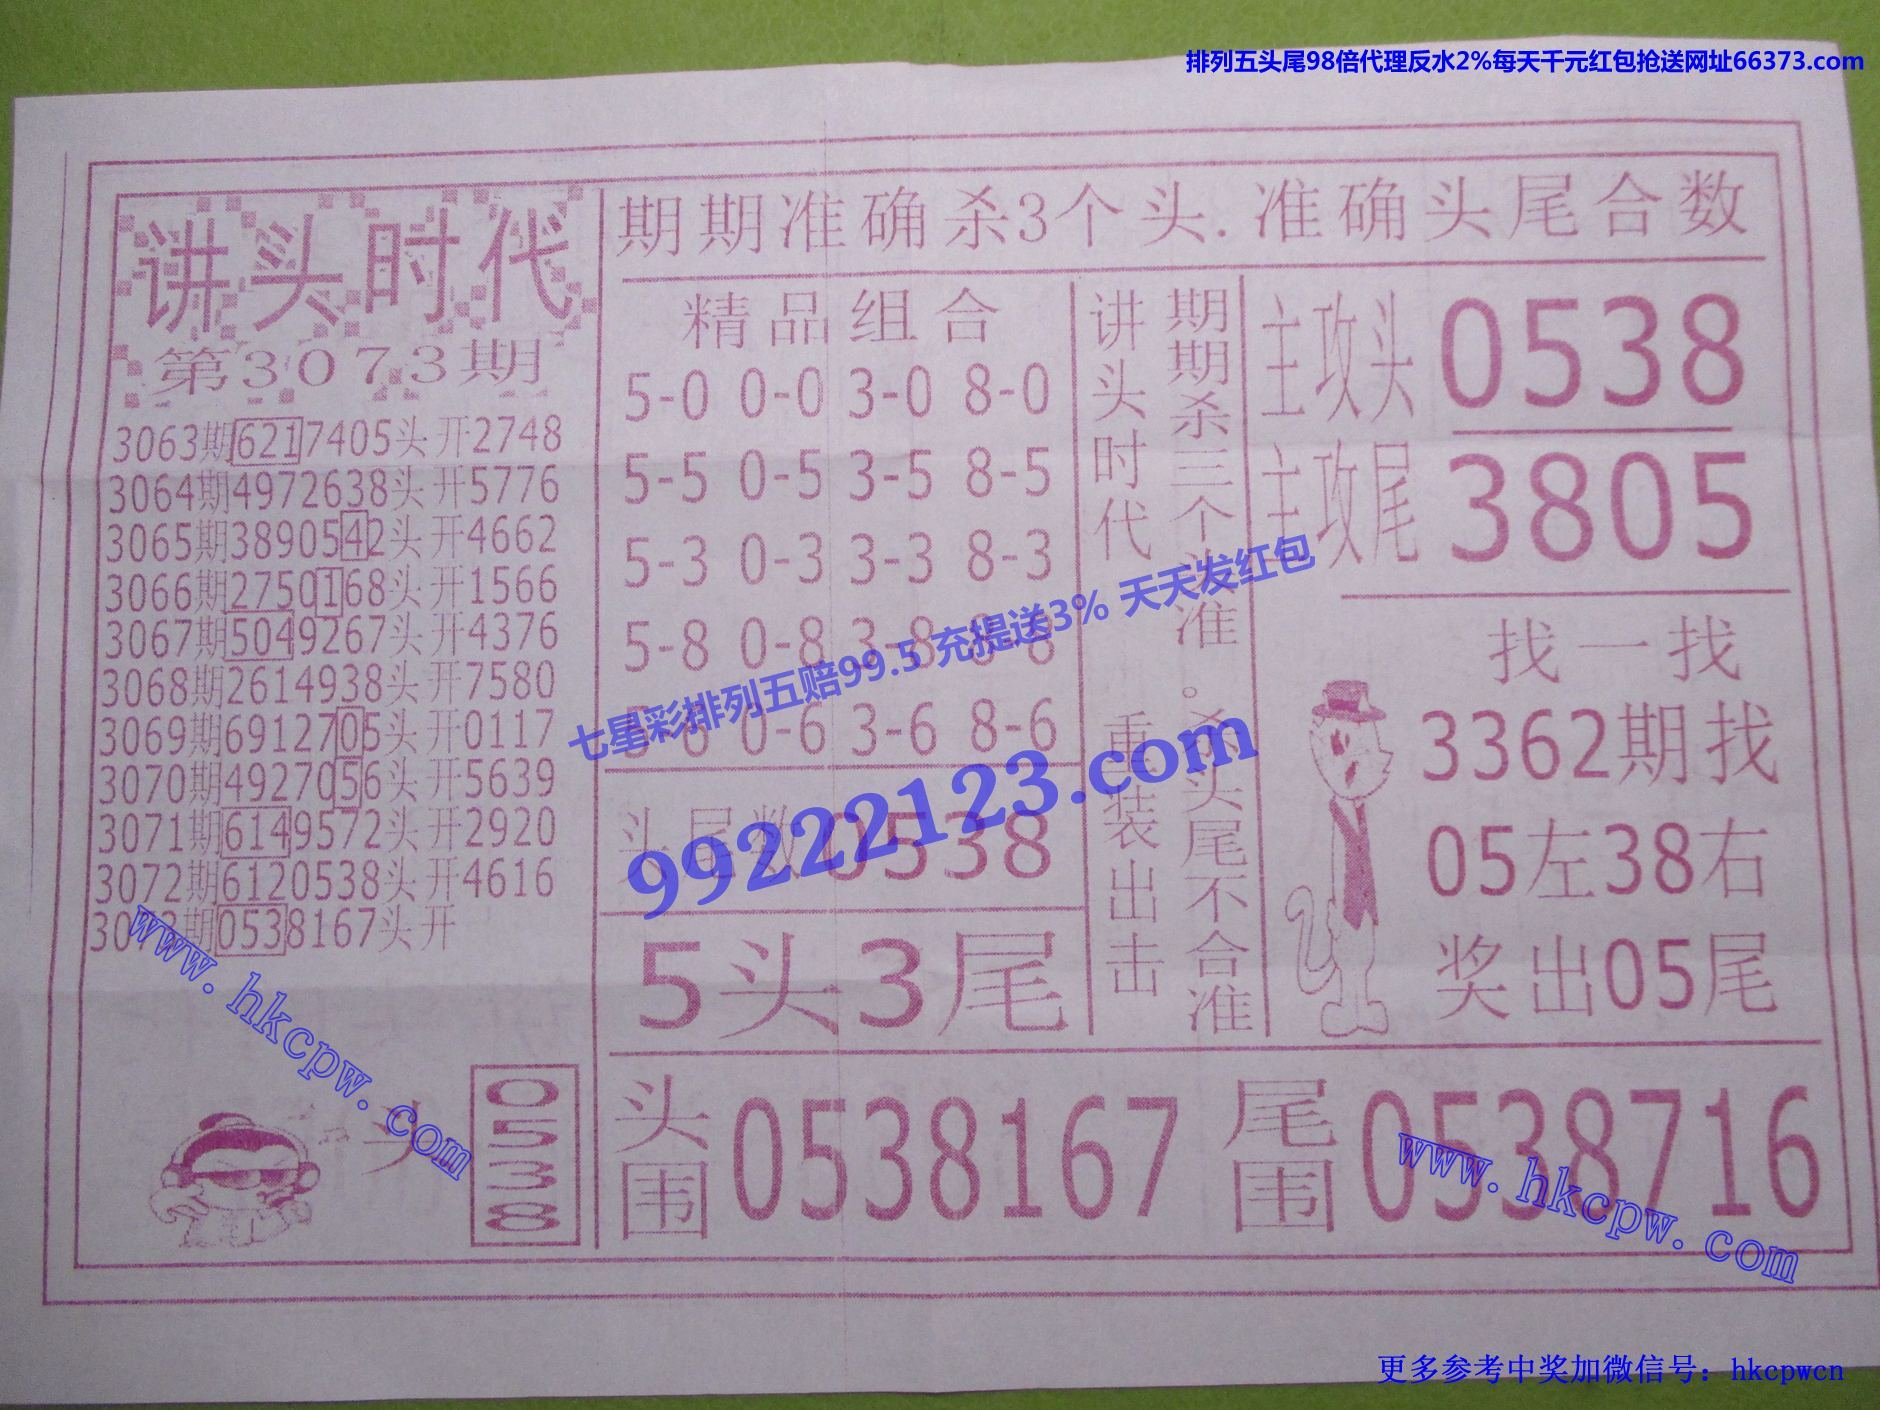 排列五头尾98倍代理反水2%每天千元红包抢送网址66373.com
讲头时代
第3073期
3063期6217405头开2748
3064期4972638头开5776
3065期3890542头开4662
3066期2750168头开1566
3067期5049267头开4376
3068期2614938头开7580
3069期6912705头开0117
3070期4927056头开5639
3071期6149572头开2920
3072期6120538头开4616
3073期0538167头开
头
0538
期期准确杀3个头.准确头尾合数
精品组合
5-0 0-0 3-0 8-0
5-5 0-5 3-5 8-5
5-3 0-3 3-3 8-3
5-8 0-8 3-8 8-8
5-6 0-6 3-6 8-6
头尾数0538
5头3尾
讲头时代 重装出击
期期杀三个头准。杀头尾不合准
主攻头 0538
主攻尾 3805
找一找
3362期找
05左38右
奖出05尾
头围0538167 尾围0538716
七星彩排列五赔99.5 充提送3% 天天发红包
99222123.com
www.hkcpw.com
www.hkcpw.com
更多参考中奖加微信号：hkcpwcn